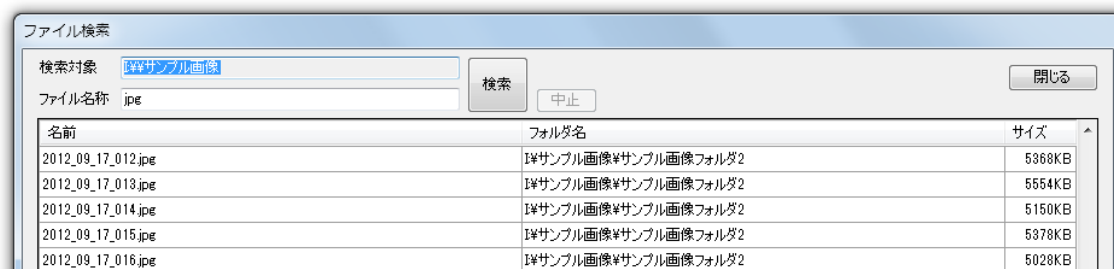 ファイル検索
検索対象 I:¥¥サンプル画像 検索 閉じる
ファイル名称 jpg 中止
名前 フォルダ名 サイズ
2012_09_17_012.jpg I:¥サンプル画像¥サンプル画像フォルダ2 5368KB
2012_09_17_013.jpg I:¥サンプル画像¥サンプル画像フォルダ2 5554KB
2012_09_17_014.jpg I:¥サンプル画像¥サンプル画像フォルダ2 5150KB
2012_09_17_015.jpg I:¥サンプル画像¥サンプル画像フォルダ2 5378KB
2012_09_17_016.jpg I:¥サンプル画像¥サンプル画像フォルダ2 5028KB